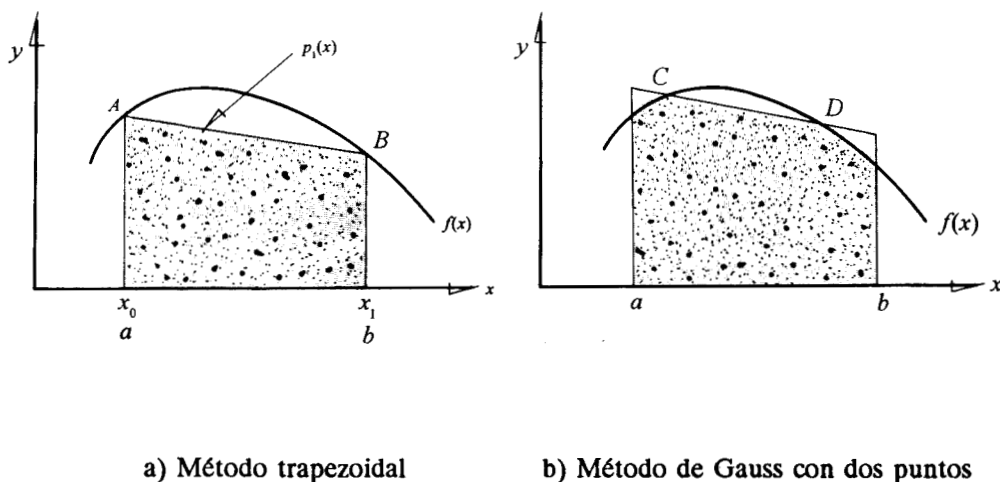 y
p₁(x)
A
B
f(x)
x
x₀
x₁
a
b
y
C
D
f(x)
x
a
b
a) Método trapezoidal
b) Método de Gauss con dos puntos